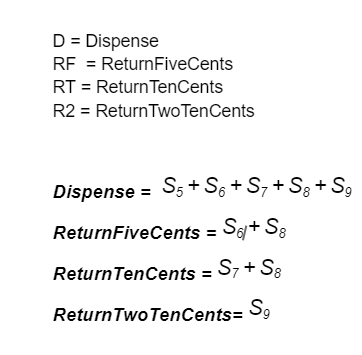 D = Dispense
RF = ReturnFiveCents
RT = ReturnTenCents
R2 = ReturnTwoTenCents
Dispense = S₅ + S₆ + S₇ + S₈ + S₉
ReturnFiveCents = S₆ + S₈
ReturnTenCents = S₇ + S₈
ReturnTwoTenCents= S₉